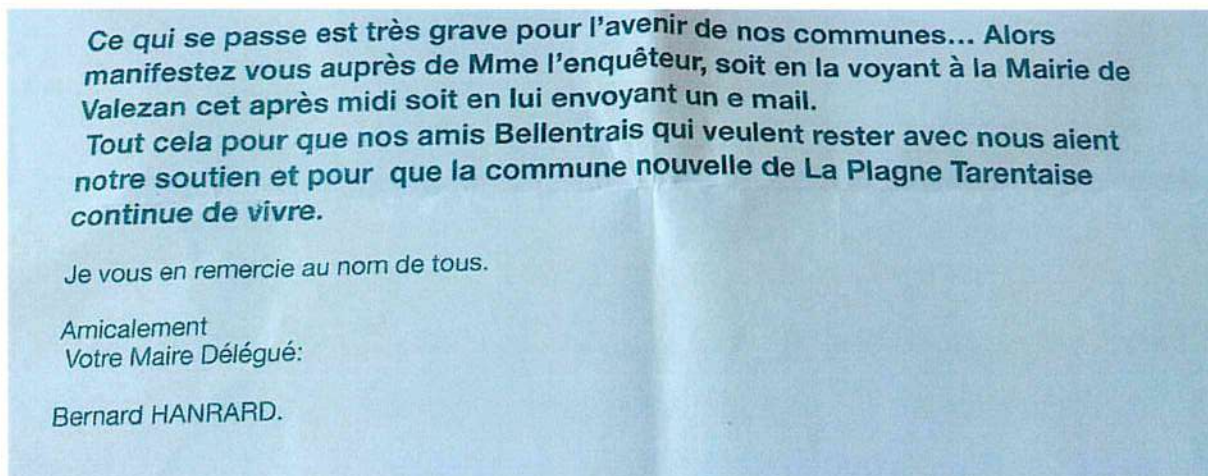 Ce qui se passe est très grave pour l'avenir de nos communes... Alors
manifestez vous auprès de Mme l'enquêteur, soit en la voyant à la Mairie de
Valezan cet après midi soit en lui envoyant un e mail.
Tout cela pour que nos amis Bellentrais qui veulent rester avec nous aient
notre soutien et pour que la commune nouvelle de La Plagne Tarentaise
continue de vivre.
Je vous en remercie au nom de tous.
Amicalement
Votre Maire Délégué:
Bernard HANRARD.